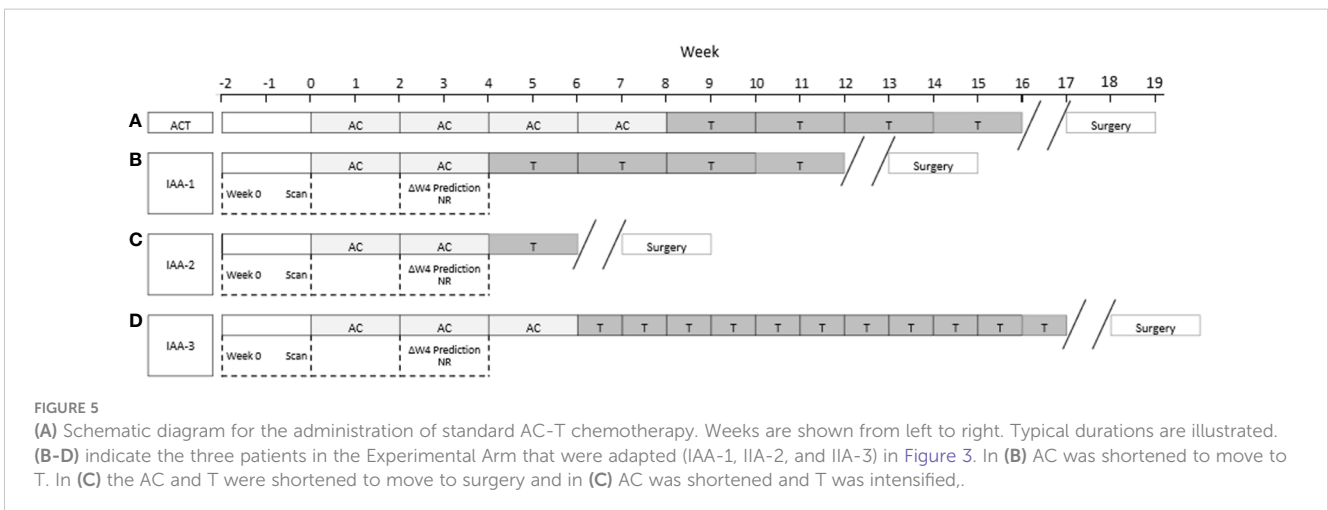 Week
-2 -1 0 1 2 3 4 5 6 7 8 9 10 11 12 13 14 15 16 17 18 19
A ACT AC AC AC AC T T T T Surgery
B IAA-1 AC AC T T T T Surgery
Week 0 Scan ΔW4 Prediction
NR
C IAA-2 AC AC T Surgery
Week 0 Scan ΔW4 Prediction
NR
D IAA-3 AC AC AC T T T T T T T T T T T Surgery
Week 0 Scan ΔW4 Prediction
NR
FIGURE 5
(A) Schematic diagram for the administration of standard AC-T chemotherapy. Weeks are shown from left to right. Typical durations are illustrated.
(B-D) indicate the three patients in the Experimental Arm that were adapted (IAA-1, IIA-2, and IIA-3) in Figure 3. In (B) AC was shortened to move to
T. In (C) the AC and T were shortened to move to surgery and in (C) AC was shortened and T was intensified,.